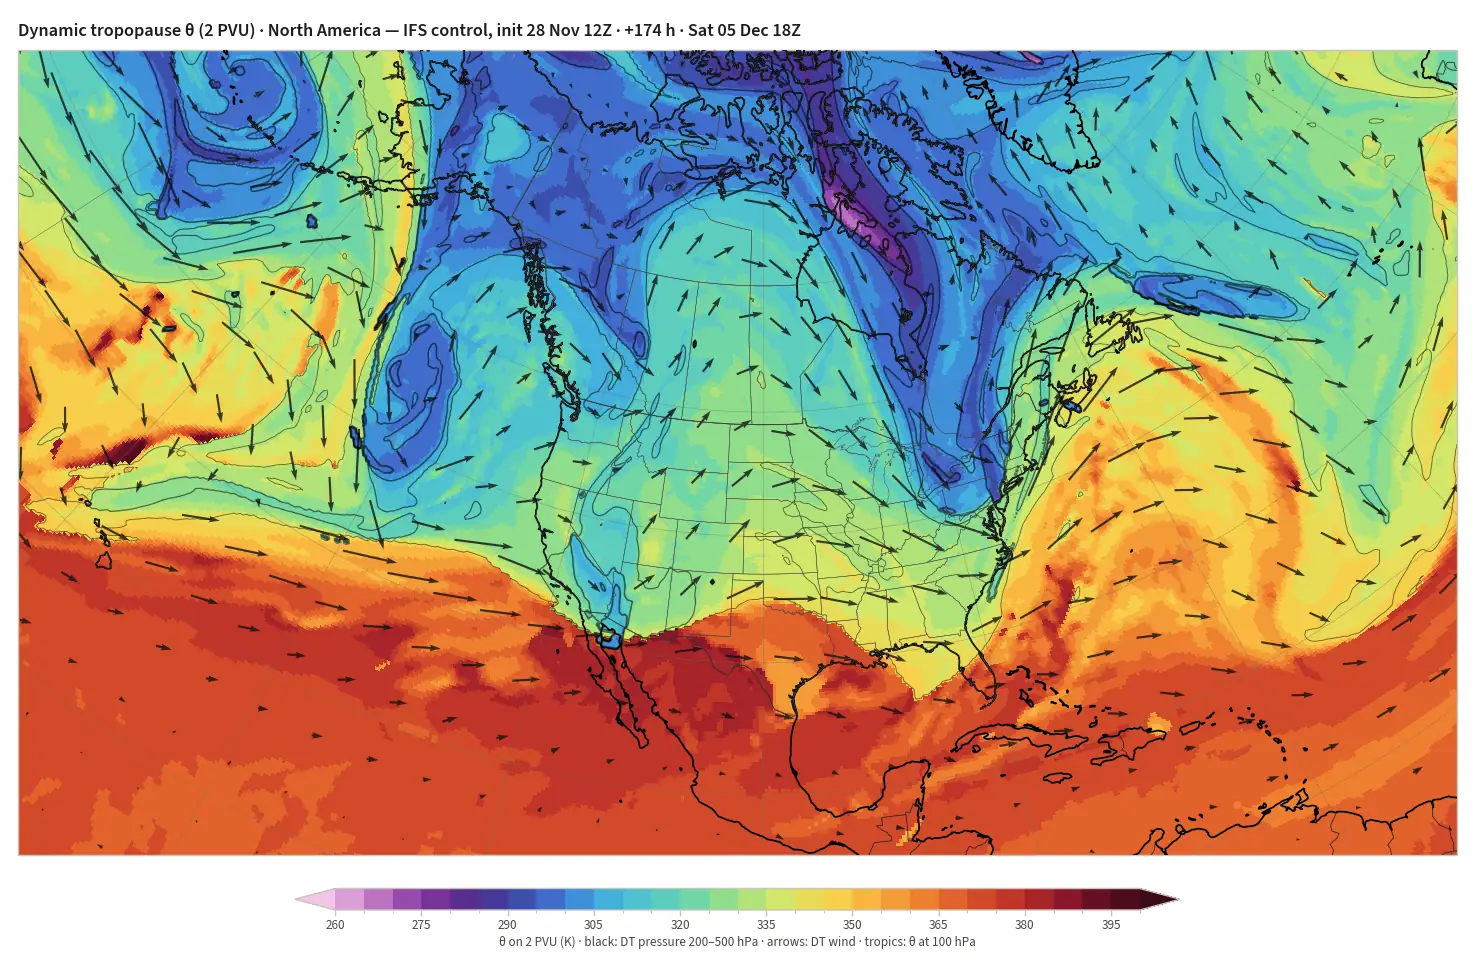 Dynamic tropopause θ (2 PVU) · North America — IFS control, init 28 Nov 12Z · +174 h · Sat 05 Dec 18Z
260 275 290 305 320 335 350 365 380 395
θ on 2 PVU (K) · black: DT pressure 200–500 hPa · arrows: DT wind · tropics: θ at 100 hPa